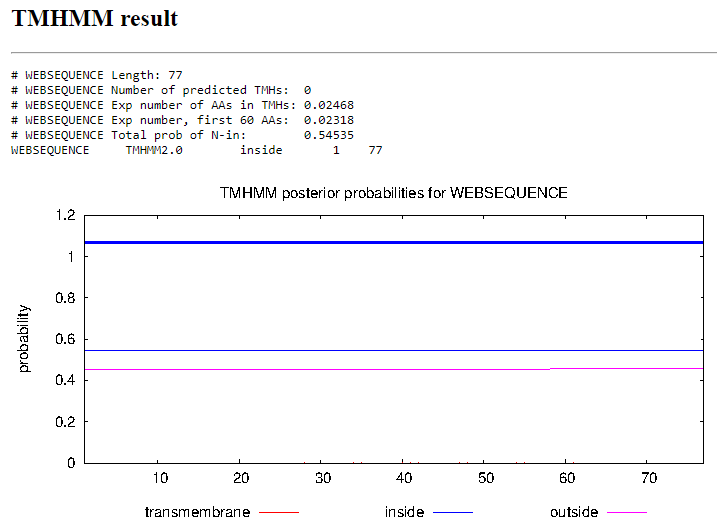 TMHMM result
# WEBSEQUENCE Length: 77
# WEBSEQUENCE Number of predicted TMHs:  0
# WEBSEQUENCE Exp number of AAs in TMHs: 0.02468
# WEBSEQUENCE Exp number, first 60 AAs:  0.02318
# WEBSEQUENCE Total prob of N-in:        0.54535
WEBSEQUENCE     TMHMM2.0      inside       1    77
TMHMM posterior probabilities for WEBSEQUENCE
1.2
1
0.8
0.6
0.4
0.2
0
probability
10 20 30 40 50 60 70
transmembrane inside outside